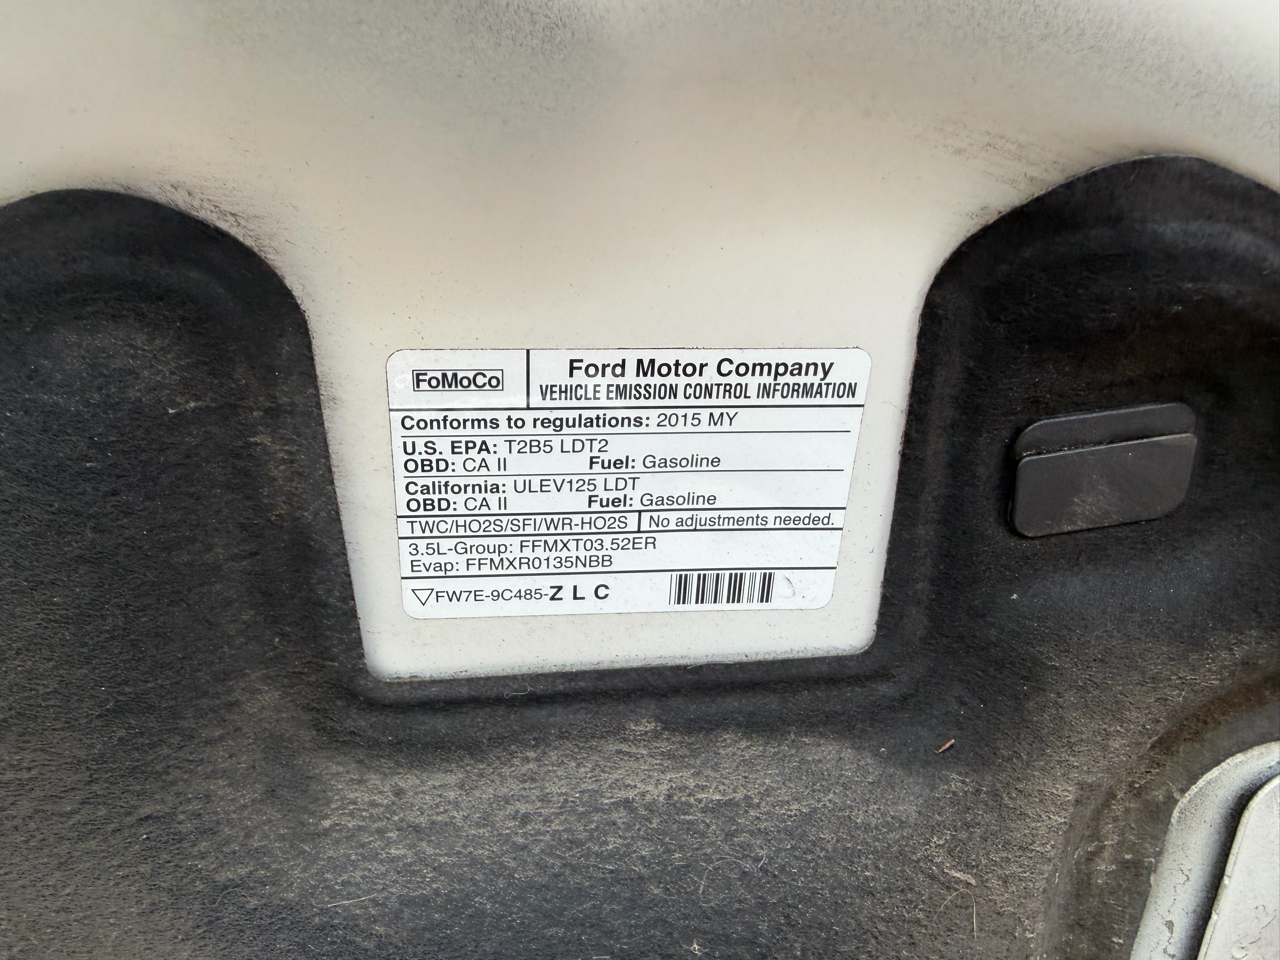 FoMoCo
Ford Motor Company
VEHICLE EMISSION CONTROL INFORMATION
Conforms to regulations: 2015 MY
U.S. EPA: T2B5 LDT2
OBD: CA II Fuel: Gasoline
California: ULEV125 LDT
OBD: CA II Fuel: Gasoline
TWC/HO2S/SFI/WR-HO2S No adjustments needed.
3.5L-Group: FFMXT03.52ER
Evap: FFMXR0135NBB
FW7E-9C485-Z L C